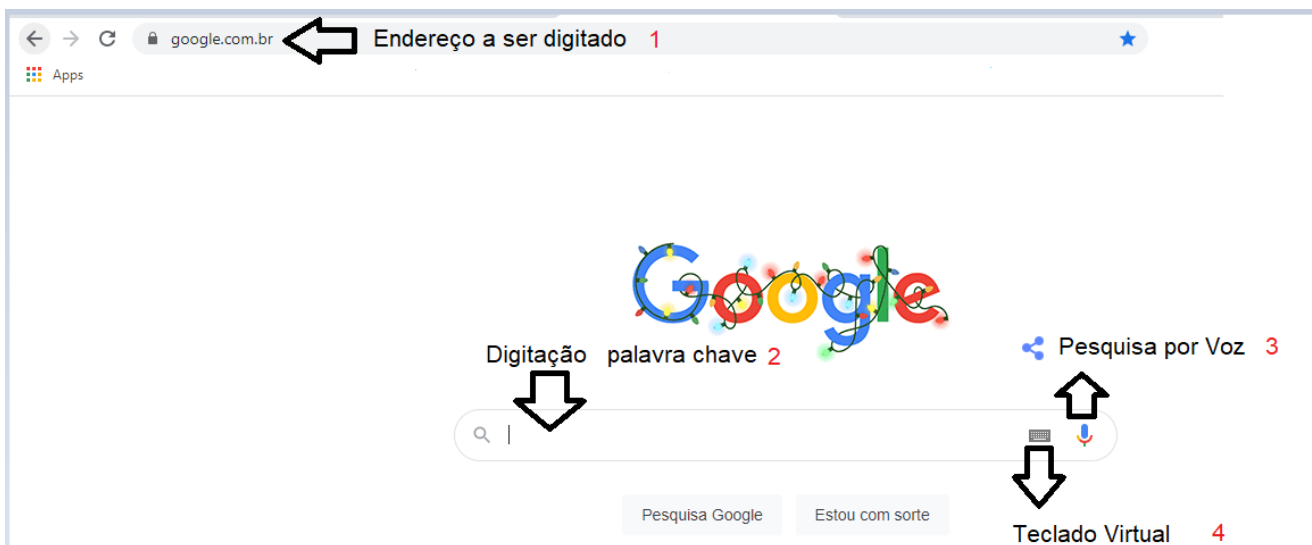 google.com.br Endereço a ser digitado 1
Apps
Google
Digitação palavra chave 2
Pesquisa por Voz 3
Pesquisa Google Estou com sorte
Teclado Virtual 4